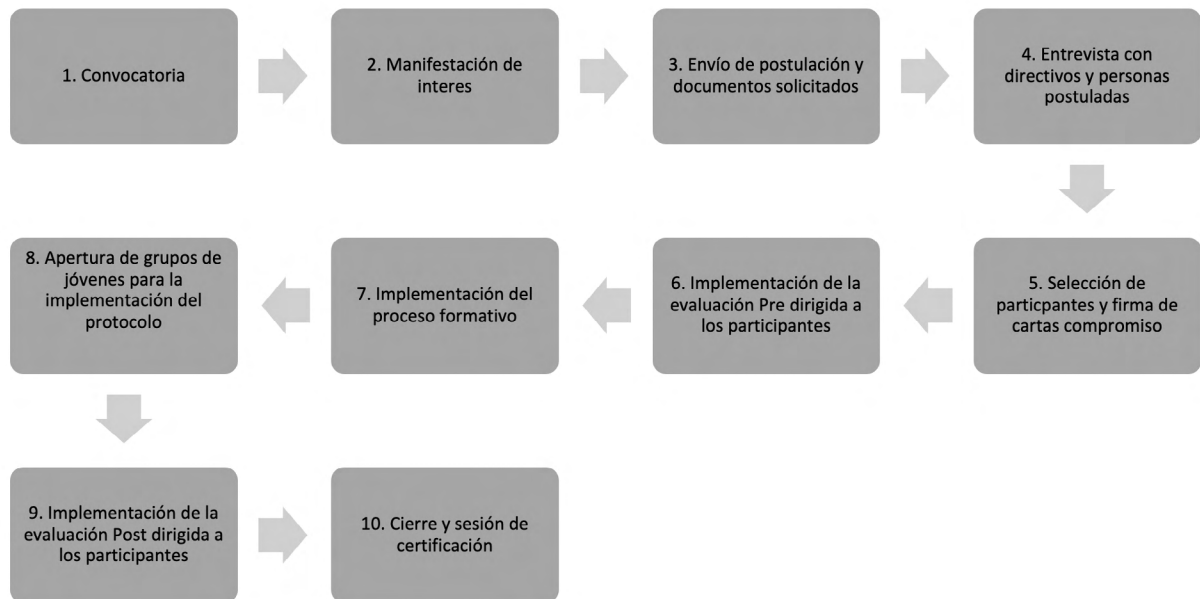 1. Convocatoria
2. Manifestación de
interes
3. Envío de postulación y
documentos solicitados
4. Entrevista con
directivos y personas
postuladas
5. Selección de
particpantes y firma de
cartas compromiso
6. Implementación de la
evaluación Pre dirigida a
los participantes
7. Implementación del
proceso formativo
8. Apertura de grupos de
jóvenes para la
implementación del
protocolo
9. Implementación de la
evaluación Post dirigida a
los participantes
10. Cierre y sesión de
certificación